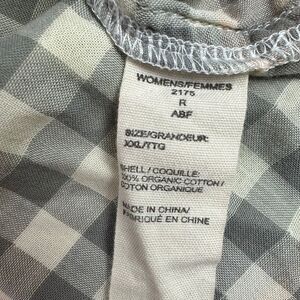 WOMENS/FEMMES
2175
R
ABF
SIZE/GRANDEUR:
XXL/TTG
SHELL / COQUILLE:
100% ORGANIC COTTON /
COTON ORGANIQUE
MADE IN CHINA/
FABRIQUÉ EN CHINE